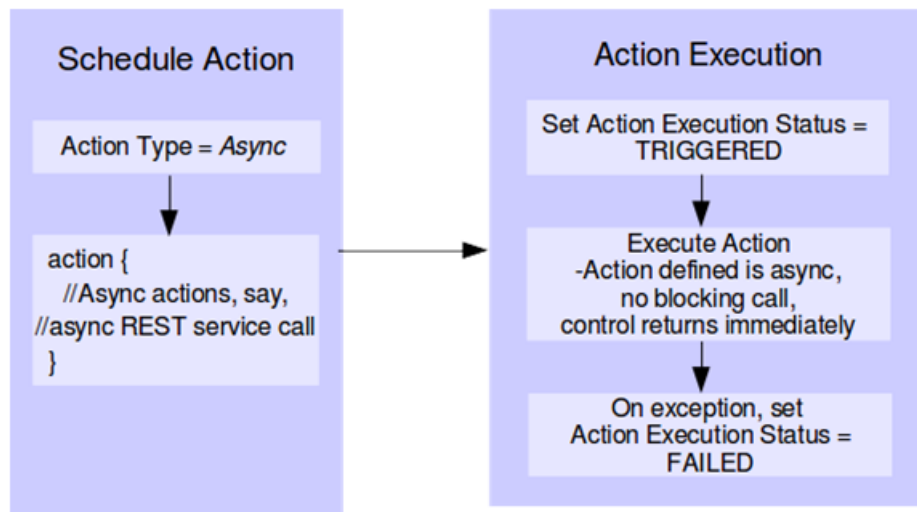 Schedule Action
Action Type = Async
action {
//Async actions, say,
//async REST service call
}
Action Execution
Set Action Execution Status =
TRIGGERED
Execute Action
-Action defined is async,
no blocking call,
control returns immediately
On exception, set
Action Execution Status =
FAILED